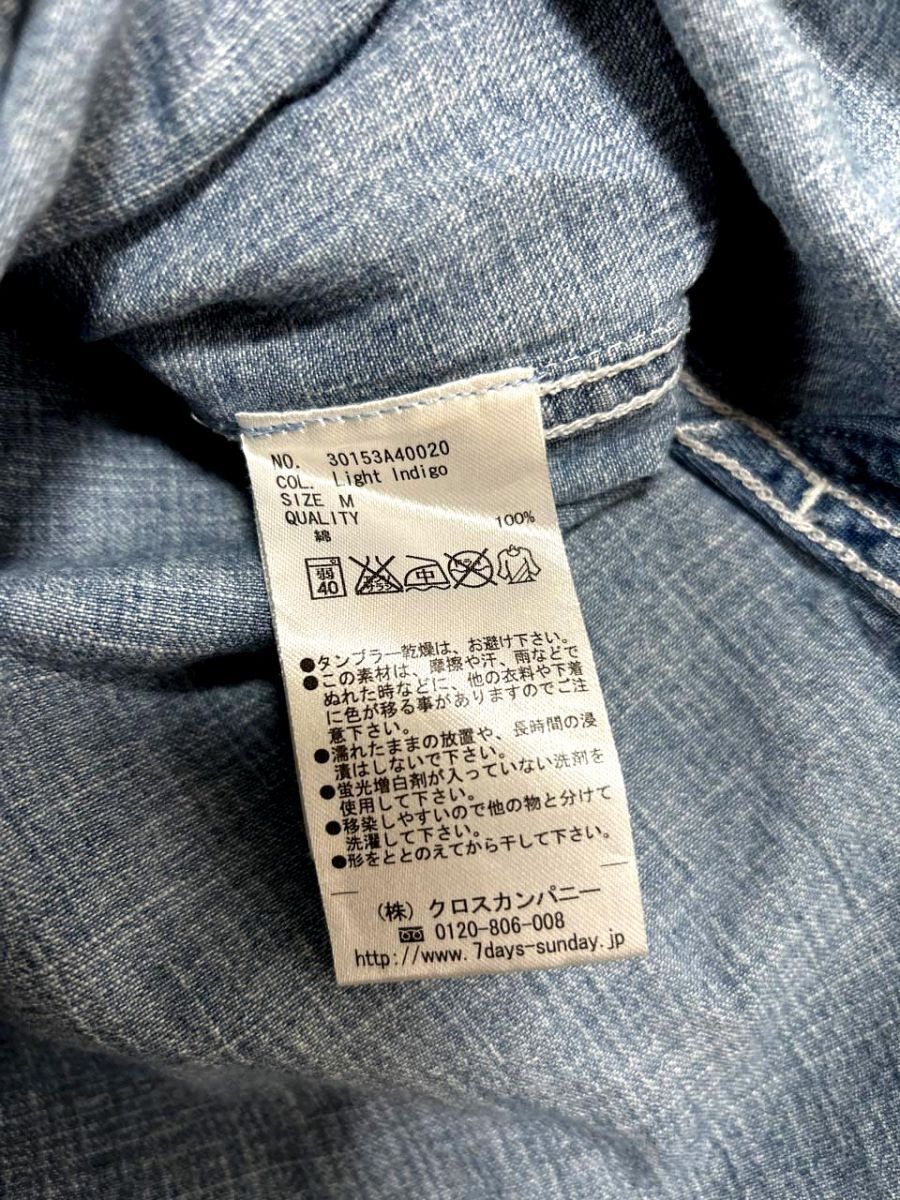 NO. 30153A40020
COL. Light Indigo
SIZE M
QUALITY
綿 100%
弱 40 エンソ サラシ 中 ドライ
●タンブラー乾燥は、お避け下さい。
●この素材は、摩擦や汗、雨などで
ぬれた時などに、他の衣料や下着
に色が移る事がありますのでご注
意下さい。
●濡れたままの放置や、長時間の浸
漬はしないで下さい。
●蛍光増白剤が入っていない洗剤を
使用して下さい。
●移染しやすいので他の物と分けて
洗濯して下さい。
●形をととのえてから干して下さい。
(株) クロスカンパニー
0120-806-008
http://www.7days-sunday.jp